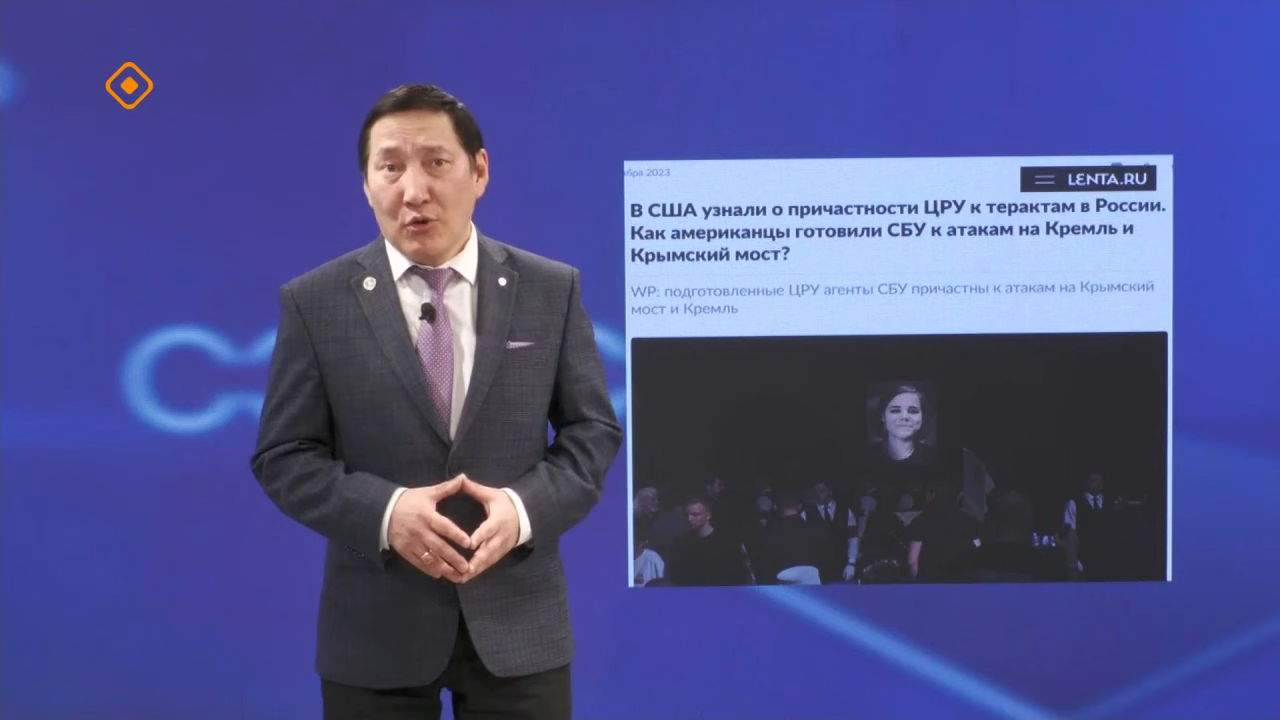 2023
LENTA.RU
В США узнали о причастности ЦРУ к терактам в России.
Как американцы готовили СБУ к атакам на Кремль и
Крымский мост?
WP: подготовленные ЦРУ агенты СБУ причастны к атакам на Крымский
мост и Кремль